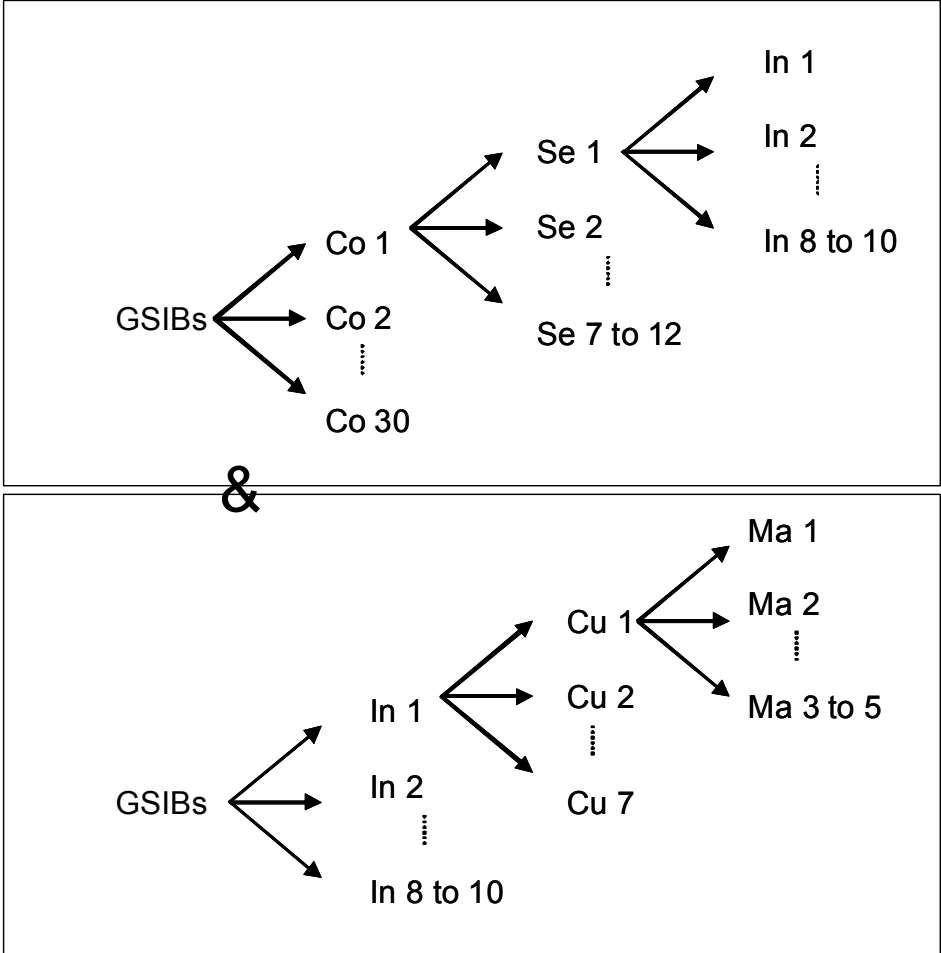 In 1
In 2
In 8 to 10
Se 1
Se 2
Se 7 to 12
Co 1
GSIBs
Co 2
Co 30
&
Ma 1
Ma 2
Ma 3 to 5
Cu 1
Cu 2
Cu 7
In 1
In 2
GSIBs
In 8 to 10